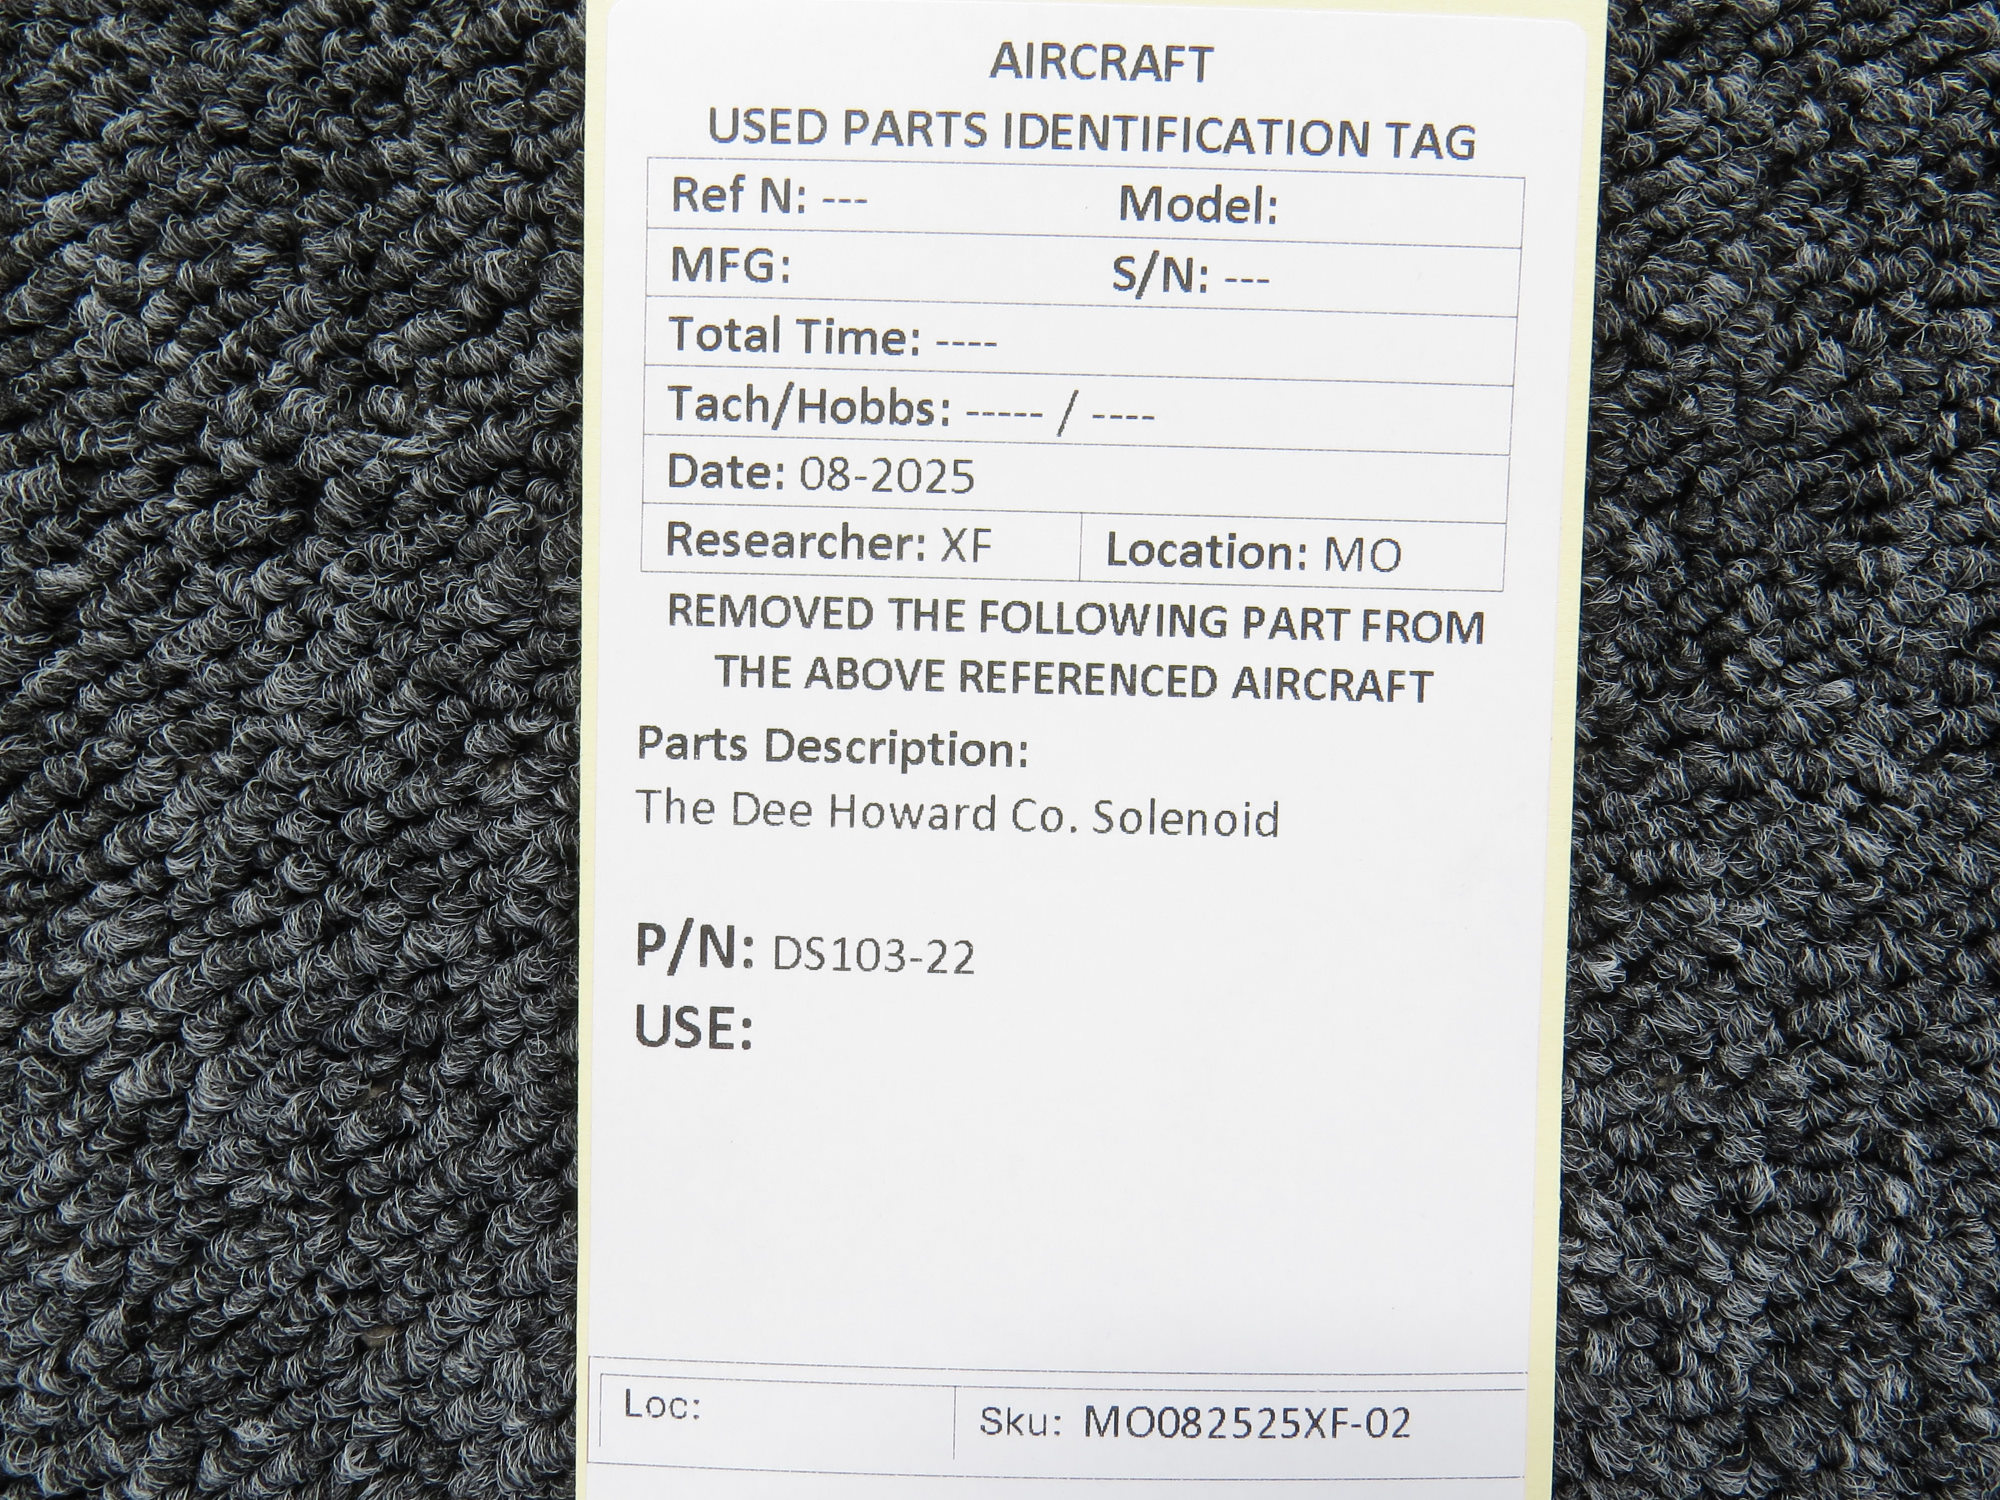 AIRCRAFT
USED PARTS IDENTIFICATION TAG
Ref N: --- Model:
MFG: S/N: ---
Total Time: ----
Tach/Hobbs: ----- / ----
Date: 08-2025
Researcher: XF Location: MO
REMOVED THE FOLLOWING PART FROM
THE ABOVE REFERENCED AIRCRAFT
Parts Description:
The Dee Howard Co. Solenoid
P/N: DS103-22
USE:
Loc: Sku: MO082525XF-02